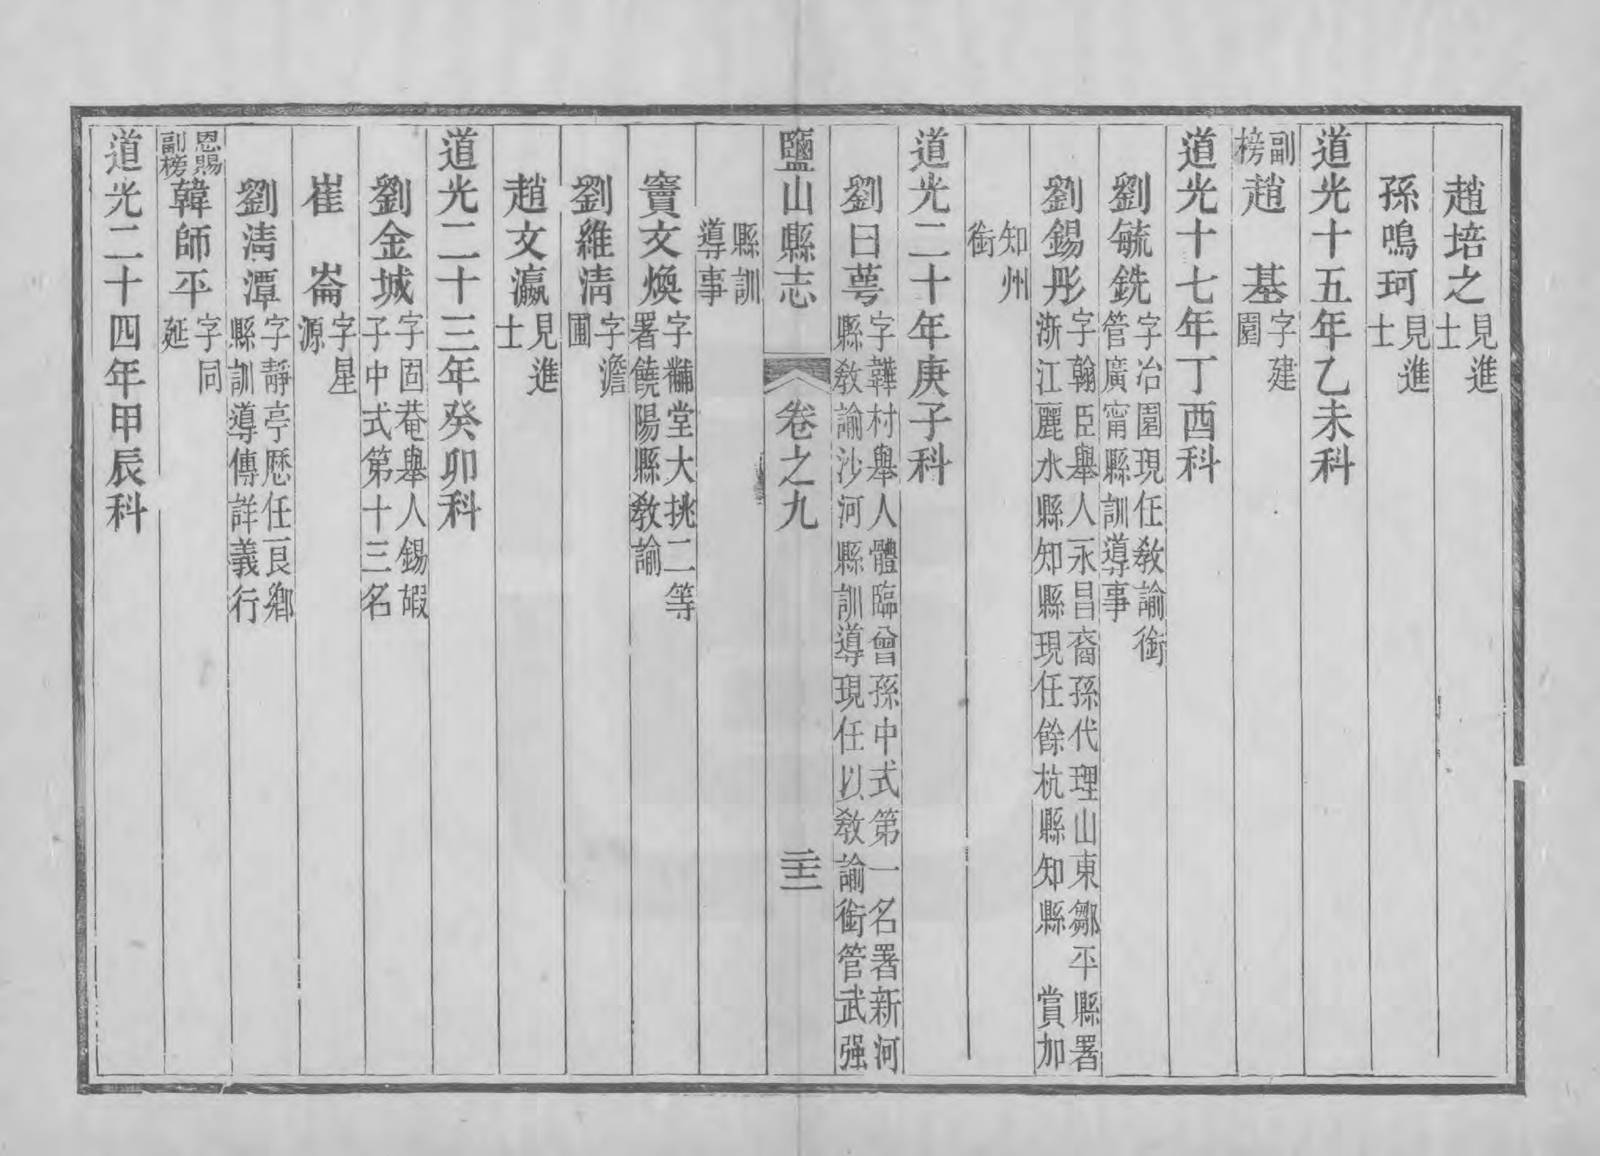 趙培之見進士
孫鳴珂見進士
道光十五年乙未科
副榜趙基字建園
道光十七年丁酉科
劉毓銑字冶園現任教諭銜管廣甯縣訓導事
劉錫彤字翰臣舉人永昌裔孫代理山東鄒平縣署浙江麗水縣知縣現任餘杭縣知縣 賞加
知州銜
道光二十年庚子科
劉曰萼字韡村舉人體臨曾孫中式第一名署新河縣教諭沙河縣訓導現任以教諭銜管武强
鹽山縣志 卷之九 二十三
縣訓導事
竇文煥字黼堂大挑二等署饒陽縣教諭
劉維清字澹圃
趙文瀛見進士
道光二十三年癸卯科
劉金城字固菴舉人錫嘏子中式第十三名
崔崙字星源
劉清潭字靜亭歷任良鄉縣訓導傳詳義行
恩賜副榜韓師平字同延
道光二十四年甲辰科